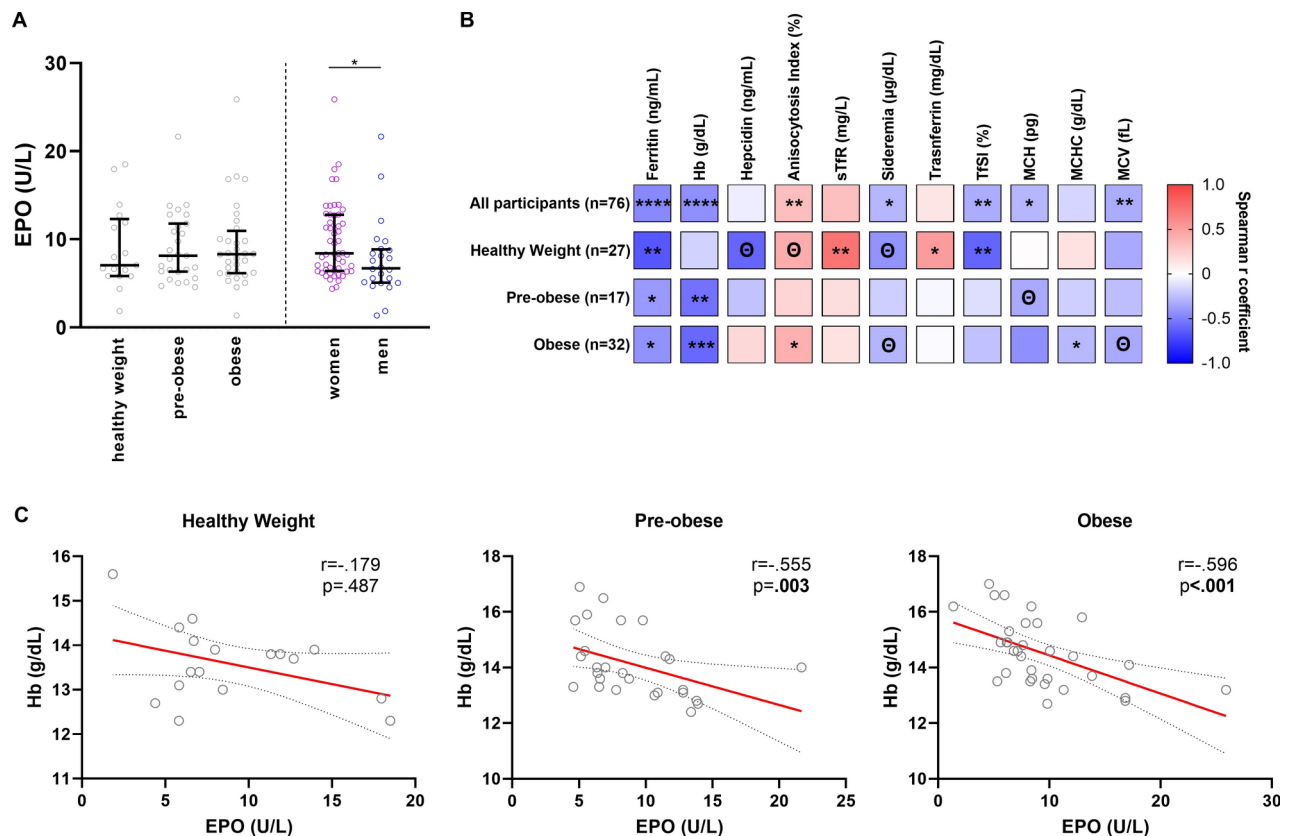 A
EPO (U/L)
30
20
10
0
*
healthy weight
pre-obese
obese
women
men
B
Ferritin (ng/mL)
Hb (g/dL)
Hepcidin (ng/mL)
Anisocytosis Index (%)
sTfR (mg/L)
Sideremia (µg/dL)
Trasnferrin (mg/dL)
TfSI (%)
MCH (pg)
MCHC (g/dL)
MCV (fL)
All participants (n=76) **** **** ** * ** * **
Healthy Weight (n=27) ** Θ Θ ** Θ * **
Pre-obese (n=17) * ** Θ
Obese (n=32) * *** * Θ * Θ
1.0
0.5
0
-0.5
-1.0
Spearman r coefficient
C
Healthy Weight
r=-.179
p=.487
Hb (g/dL)
16
15
14
13
12
11
0 5 10 15 20
EPO (U/L)
Pre-obese
r=-.555
p=.003
Hb (g/dL)
18
16
14
12
10
0 5 10 15 20 25
EPO (U/L)
Obese
r=-.596
p<.001
Hb (g/dL)
18
16
14
12
10
0 10 20 30
EPO (U/L)